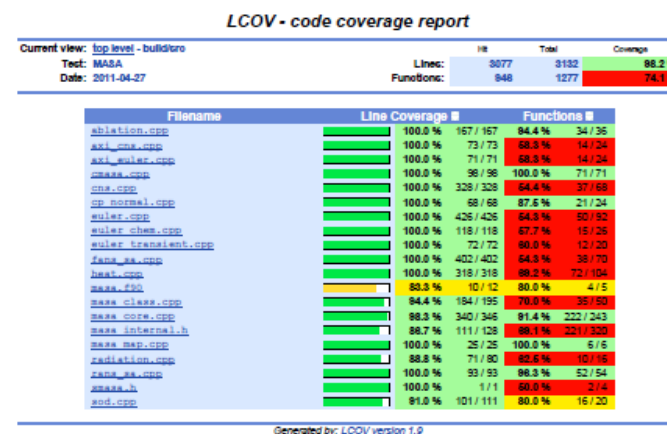 LCOV - code coverage report
Current view: top level - build/src Hit Total Coverage
Test: MASA Lines: 3077 3132 98.2
Date: 2011-04-27 Functions: 946 1277 74.1
Filename Line Coverage Functions
ablation.cpp 100.0 % 167 / 167 94.4 % 34 / 36
axi_cns.cpp 100.0 % 73 / 73 58.3 % 14 / 24
axi_euler.cpp 100.0 % 71 / 71 58.3 % 14 / 24
cmasa.cpp 100.0 % 98 / 98 100.0 % 71 / 71
cns.cpp 100.0 % 328 / 328 54.4 % 37 / 68
cp_normal.cpp 100.0 % 68 / 68 87.5 % 21 / 24
euler.cpp 100.0 % 426 / 426 54.3 % 50 / 92
euler_chem.cpp 100.0 % 118 / 118 57.7 % 15 / 26
euler_transient.cpp 100.0 % 72 / 72 60.0 % 12 / 20
fans_sa.cpp 100.0 % 402 / 402 54.3 % 38 / 70
heat.cpp 100.0 % 318 / 318 69.2 % 72 / 104
masa.f90 83.3 % 10 / 12 80.0 % 4 / 5
masa_class.cpp 94.4 % 184 / 195 70.0 % 35 / 50
masa_core.cpp 98.3 % 340 / 346 91.4 % 222 / 243
masa_internal.h 86.7 % 111 / 128 69.1 % 221 / 320
masa_map.cpp 100.0 % 25 / 25 100.0 % 6 / 6
radiation.cpp 88.8 % 71 / 80 62.5 % 10 / 16
rans_sa.cpp 100.0 % 93 / 93 96.3 % 52 / 54
smasa.h 100.0 % 1 / 1 50.0 % 2 / 4
sod.cpp 91.0 % 101 / 111 80.0 % 16 / 20
Generated by: LCOV version 1.9